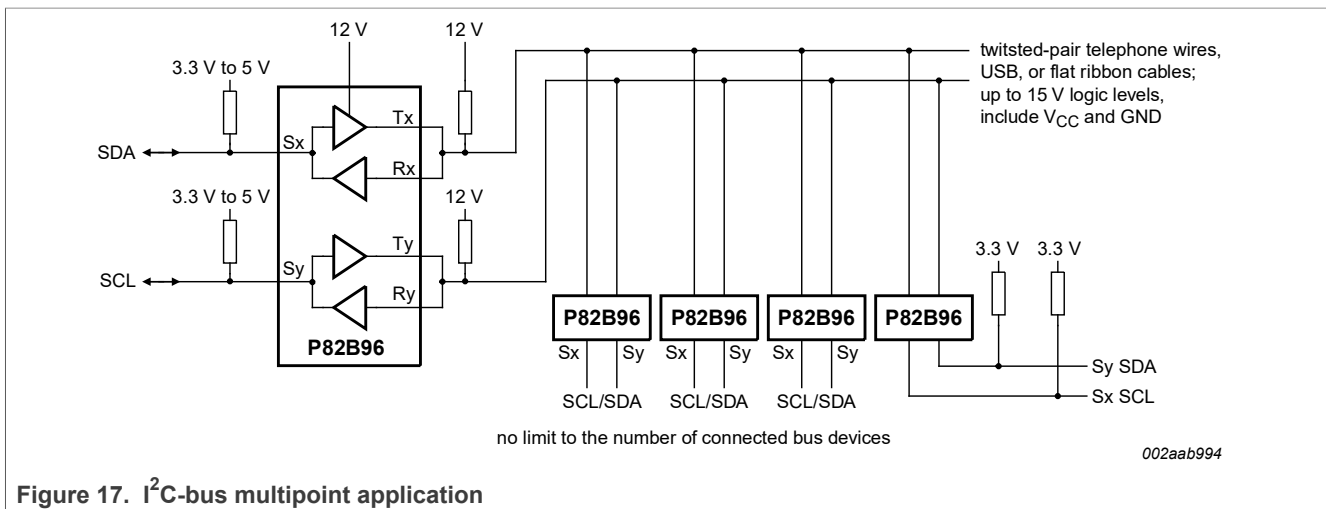 12 V
12 V
3.3 V to 5 V
twitsted-pair telephone wires,
USB, or flat ribbon cables;
up to 15 V logic levels,
include VCC and GND
Tx
Sx
SDA
Rx
3.3 V to 5 V
12 V
Ty
Sy
SCL
Ry
P82B96
3.3 V 3.3 V
P82B96 P82B96 P82B96 P82B96
Sx Sy Sx Sy Sx Sy
Sy SDA
SCL/SDA SCL/SDA SCL/SDA
Sx SCL
no limit to the number of connected bus devices
002aab994
Figure 17. I2C-bus multipoint application